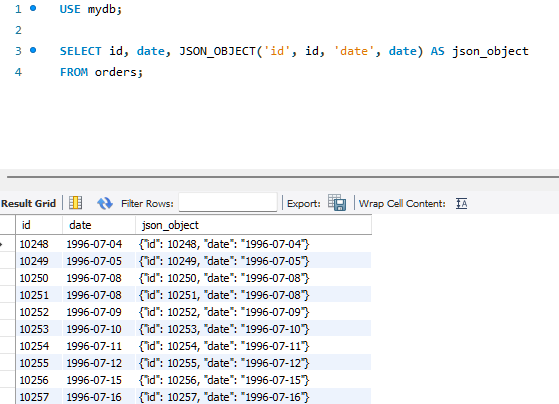 1 USE mydb;
2
3 SELECT id, date, JSON_OBJECT('id', id, 'date', date) AS json_object
4 FROM orders;
Result Grid Filter Rows: Export: Wrap Cell Content: IA
id date json_object
10248 1996-07-04 {"id": 10248, "date": "1996-07-04"}
10249 1996-07-05 {"id": 10249, "date": "1996-07-05"}
10250 1996-07-08 {"id": 10250, "date": "1996-07-08"}
10251 1996-07-08 {"id": 10251, "date": "1996-07-08"}
10252 1996-07-09 {"id": 10252, "date": "1996-07-09"}
10253 1996-07-10 {"id": 10253, "date": "1996-07-10"}
10254 1996-07-11 {"id": 10254, "date": "1996-07-11"}
10255 1996-07-12 {"id": 10255, "date": "1996-07-12"}
10256 1996-07-15 {"id": 10256, "date": "1996-07-15"}
10257 1996-07-16 {"id": 10257, "date": "1996-07-16"}